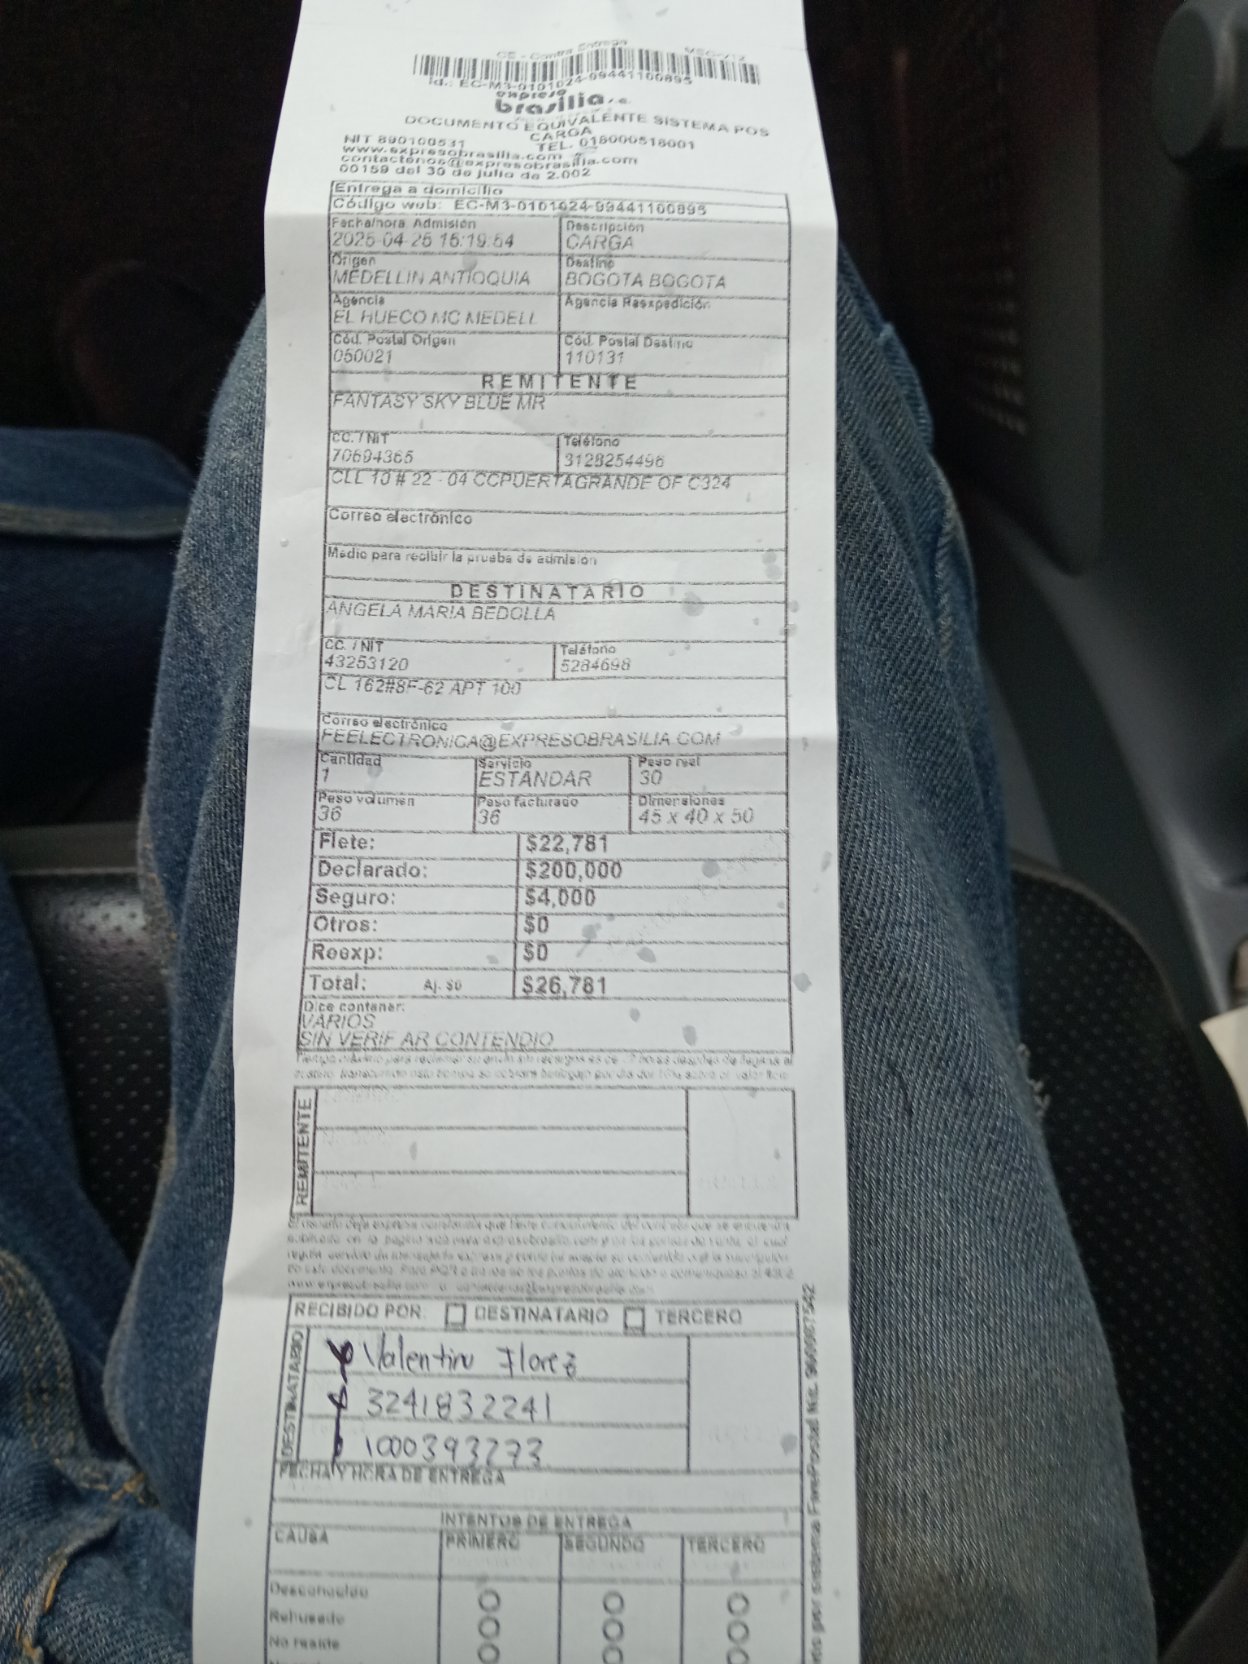 CE - Contra Entrega
Id.: EC-M3-0101024-99441100895
expreso
brasilia
DOCUMENTO EQUIVALENTE SISTEMA POS
CARGA
NIT 890100531 TEL. 018000518001
www.expresobrasilia.com
contactenos@expresobrasilia.com
00159 del 30 de julio de 2.002
Entrega a domicilio
Código web: EC-M3-0101024-99441100895
Fecha/hora Admisión Descripción
2025-04-25 15:19:54 CARGA
Origen Destino
MEDELLIN ANTIOQUIA BOGOTA BOGOTA
Agencia Agencia Reexpedición
EL HUECO MC MEDELL
Cód. Postal Origen Cód. Postal Destino
050021 110131
REMITENTE
FANTASY SKY BLUE MR
CC. / NIT Teléfono
70694365 3128254496
CLL 10 # 22 - 04 CCPUERTAGRANDE OF C324
Correo electrónico
Medio para recibir la prueba de admisión
DESTINATARIO
ANGELA MARIA BEDOLLA
CC. / NIT Teléfono
43253120 5284698
CL 162#8F-62 APT 100
Correo electrónico
FEELECTRONICA@EXPRESOBRASILIA.COM
Cantidad Servicio Peso real
1 ESTANDAR 30
Peso volumen Peso facturado Dimensiones
36 36 45 x 40 x 50
Flete: $22,781
Declarado: $200,000
Seguro: $4,000
Otros: $0
Reexp: $0
Total: Aj. $0 $26,781
Dice contener:
VARIOS
SIN VERIF AR CONTENDIO
REMITENTE
RECIBIDO POR: DESTINATARIO TERCERO
DESTINATARIO
Valentin Florez
3241832241
1000393773
FECHA Y HORA DE ENTREGA
INTENTOS DE ENTREGA
CAUSA PRIMERO SEGUNDO TERCERO
Desconocido
Rehusado
No reside